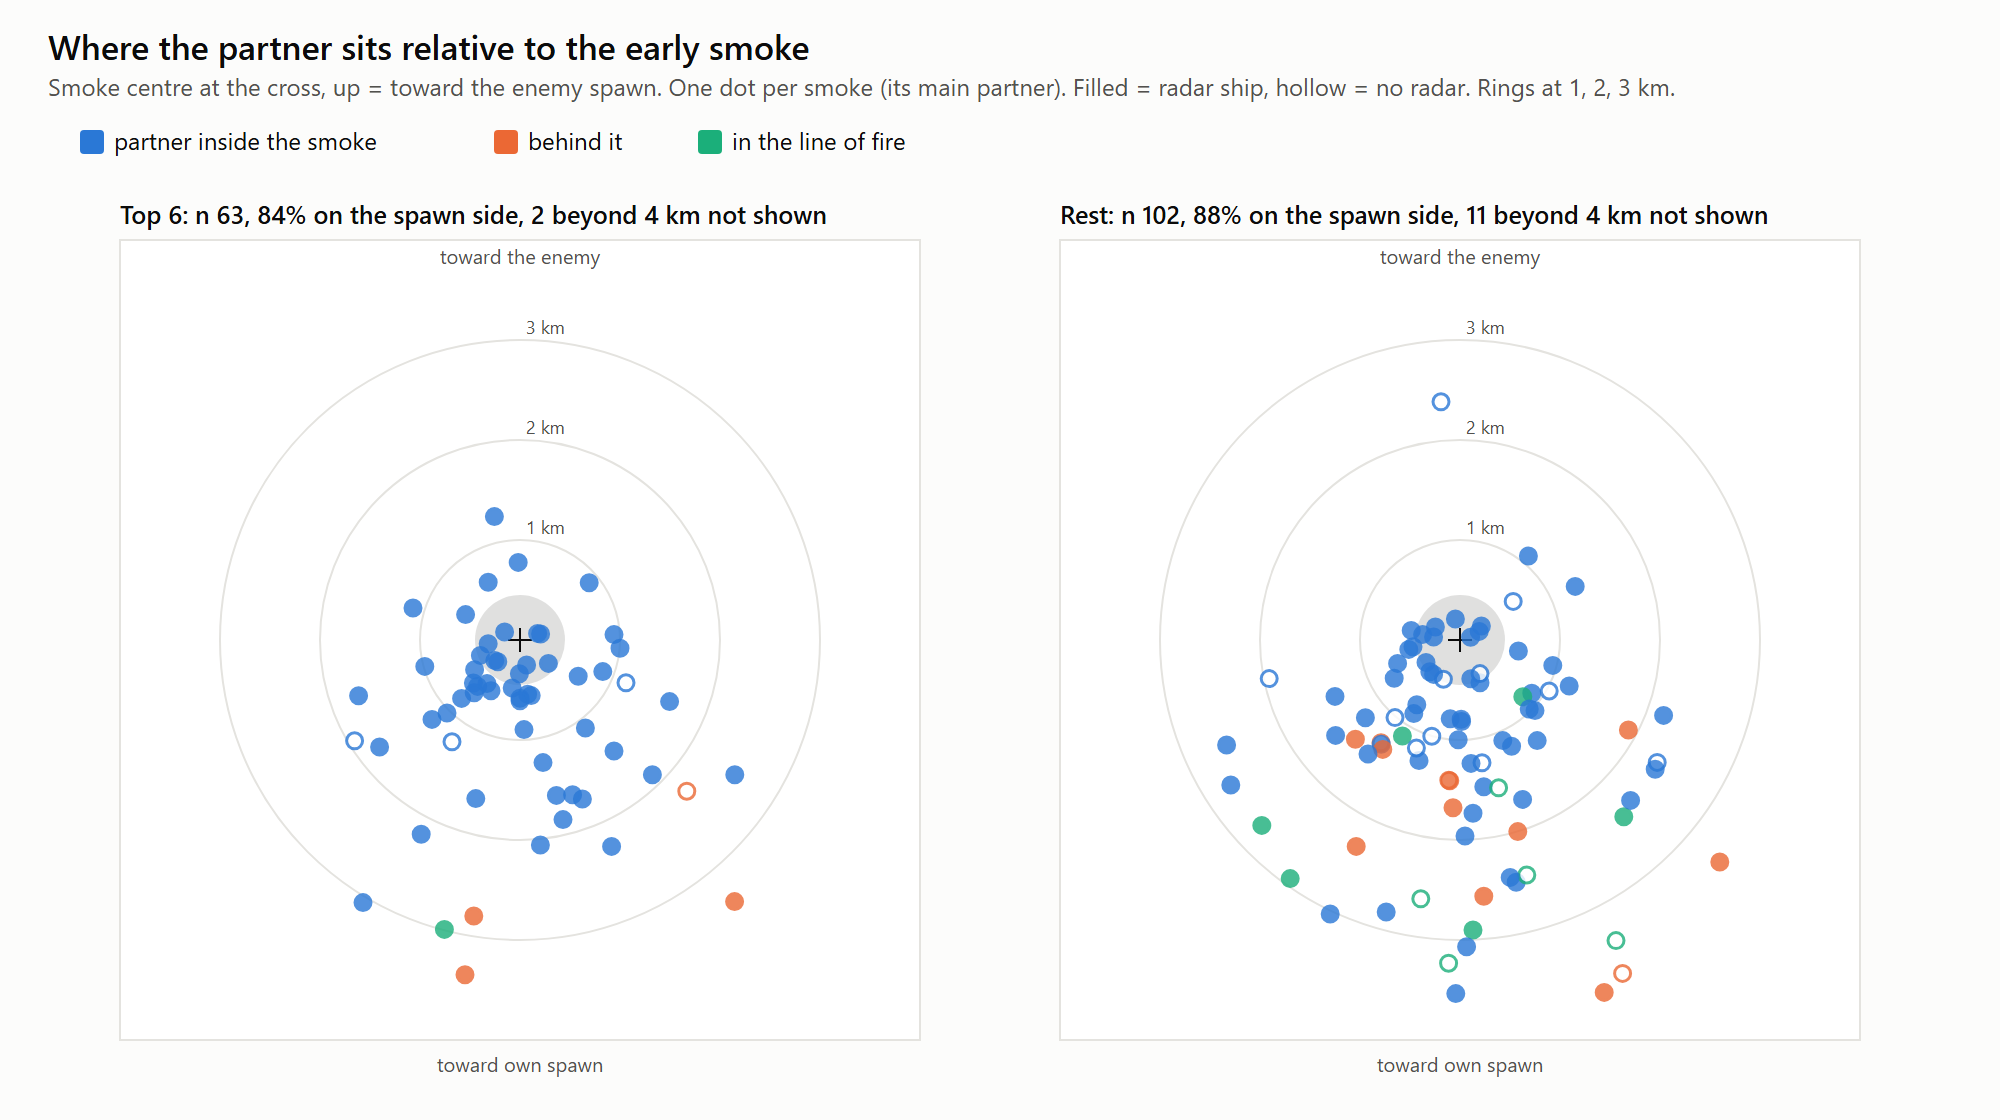 Where the partner sits relative to the early smoke
Smoke centre at the cross, up = toward the enemy spawn. One dot per smoke (its main partner). Filled = radar ship, hollow = no radar. Rings at 1, 2, 3 km.
partner inside the smoke
behind it
in the line of fire
Top 6: n 63, 84% on the spawn side, 2 beyond 4 km not shown
toward the enemy
3 km
2 km
1 km
toward own spawn
Rest: n 102, 88% on the spawn side, 11 beyond 4 km not shown
toward the enemy
3 km
2 km
1 km
toward own spawn